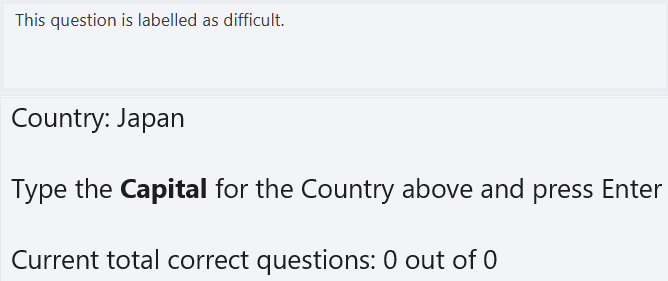 This question is labelled as difficult.
Country: Japan
Type the Capital for the Country above and press Enter
Current total correct questions: 0 out of 0